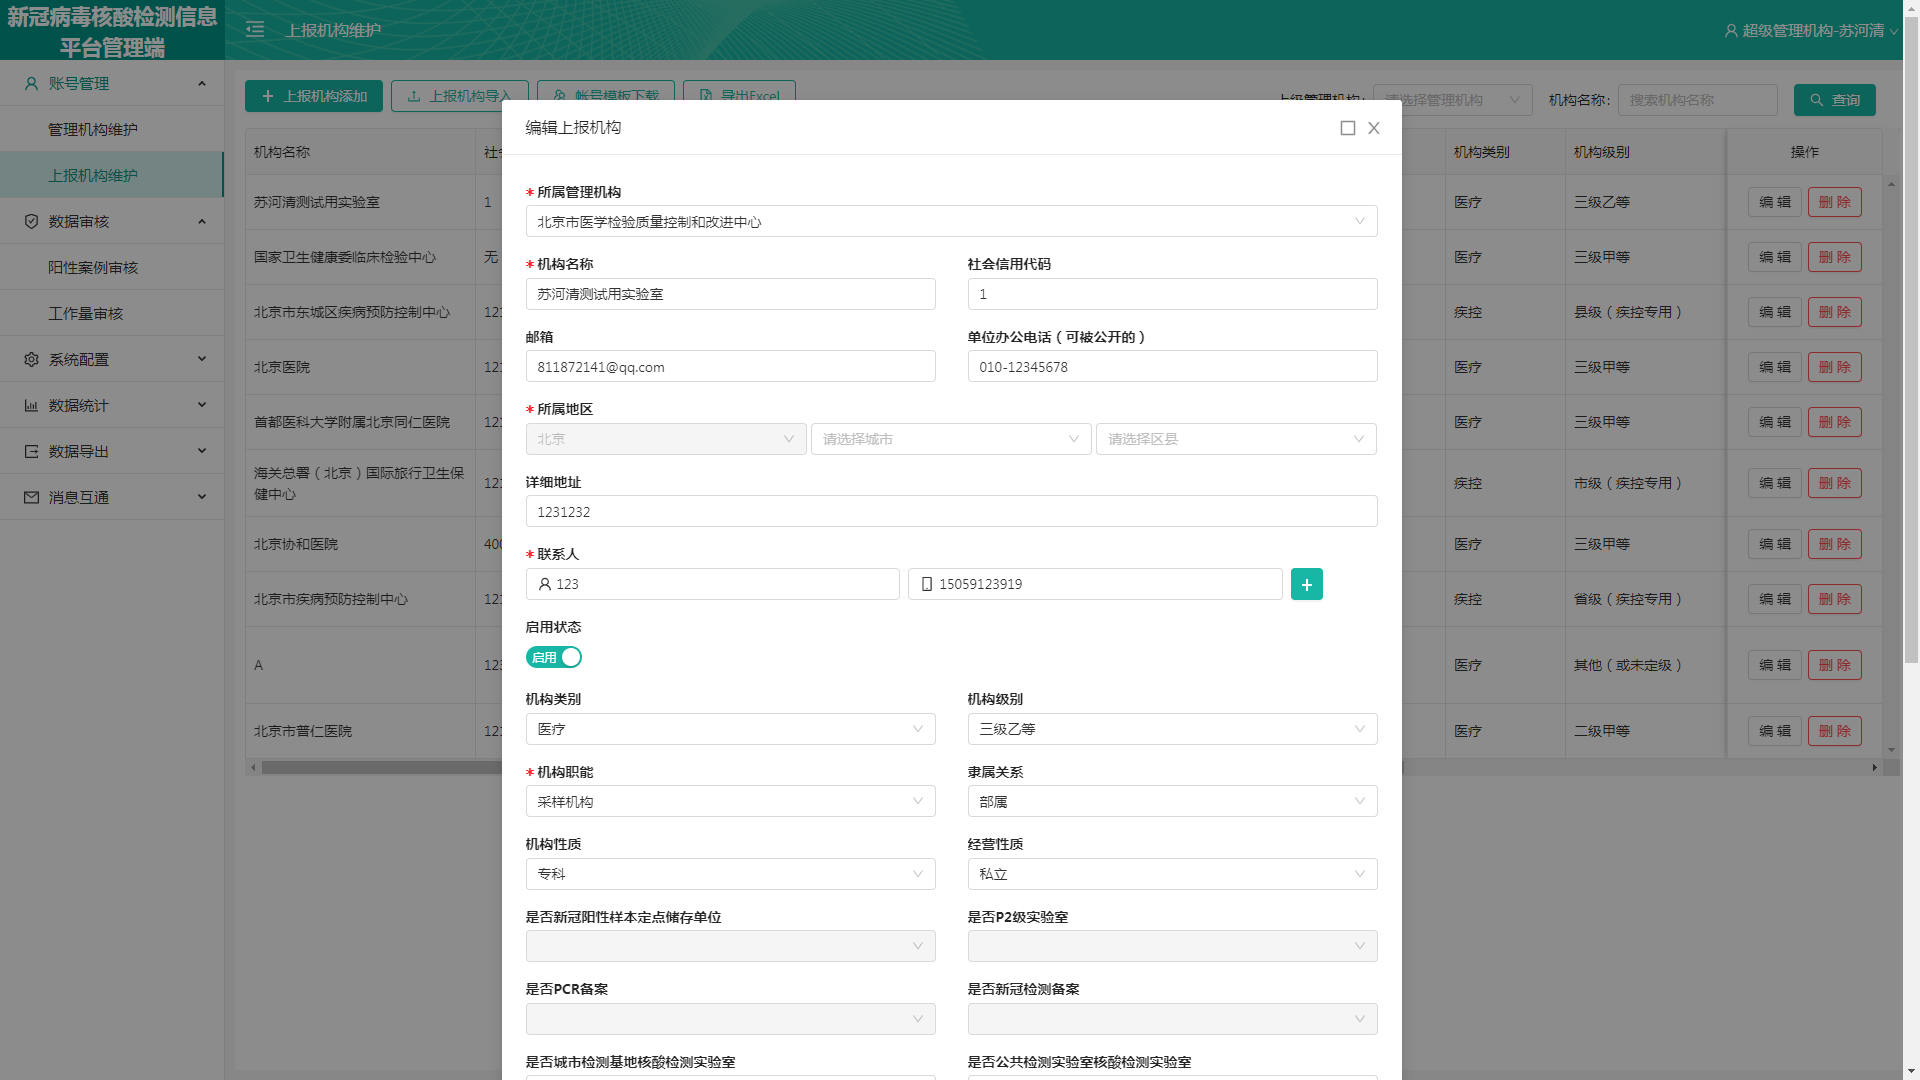 新冠病毒核酸检测信息
平台管理端
上报机构维护
超级管理机构-苏河清
账号管理
管理机构维护
上报机构维护
数据审核
阳性案例审核
工作量审核
系统配置
数据统计
数据导出
消息互通
上报机构添加
上报机构导入
帐号模板下载
导出Excel
上级管理机构：
请选择管理机构
机构名称：
搜索机构名称
查询
机构名称
机构类别
机构级别
操作
苏河清测试用实验室
1
医疗
三级乙等
编 辑
删 除
国家卫生健康委临床检验中心
无
医疗
三级甲等
编 辑
删 除
北京市东城区疾病预防控制中心
疾控
县级（疾控专用）
编 辑
删 除
北京医院
医疗
三级甲等
编 辑
删 除
首都医科大学附属北京同仁医院
医疗
三级甲等
编 辑
删 除
海关总署（北京）国际旅行卫生保
健中心
疾控
市级（疾控专用）
编 辑
删 除
北京协和医院
医疗
三级甲等
编 辑
删 除
北京市疾病预防控制中心
疾控
省级（疾控专用）
编 辑
删 除
A
医疗
其他（或未定级）
编 辑
删 除
北京市普仁医院
医疗
二级甲等
编 辑
删 除
编辑上报机构
* 所属管理机构
北京市医学检验质量控制和改进中心
* 机构名称
社会信用代码
苏河清测试用实验室
1
邮箱
单位办公电话（可被公开的）
811872141@qq.com
010-12345678
* 所属地区
北京
请选择城市
请选择区县
详细地址
1231232
* 联系人
123
15059123919
启用状态
启用
机构类别
机构级别
医疗
三级乙等
* 机构职能
隶属关系
采样机构
部属
机构性质
经营性质
专科
私立
是否新冠阳性样本定点储存单位
是否P2级实验室
是否PCR备案
是否新冠检测备案
是否城市检测基地核酸检测实验室
是否公共检测实验室核酸检测实验室